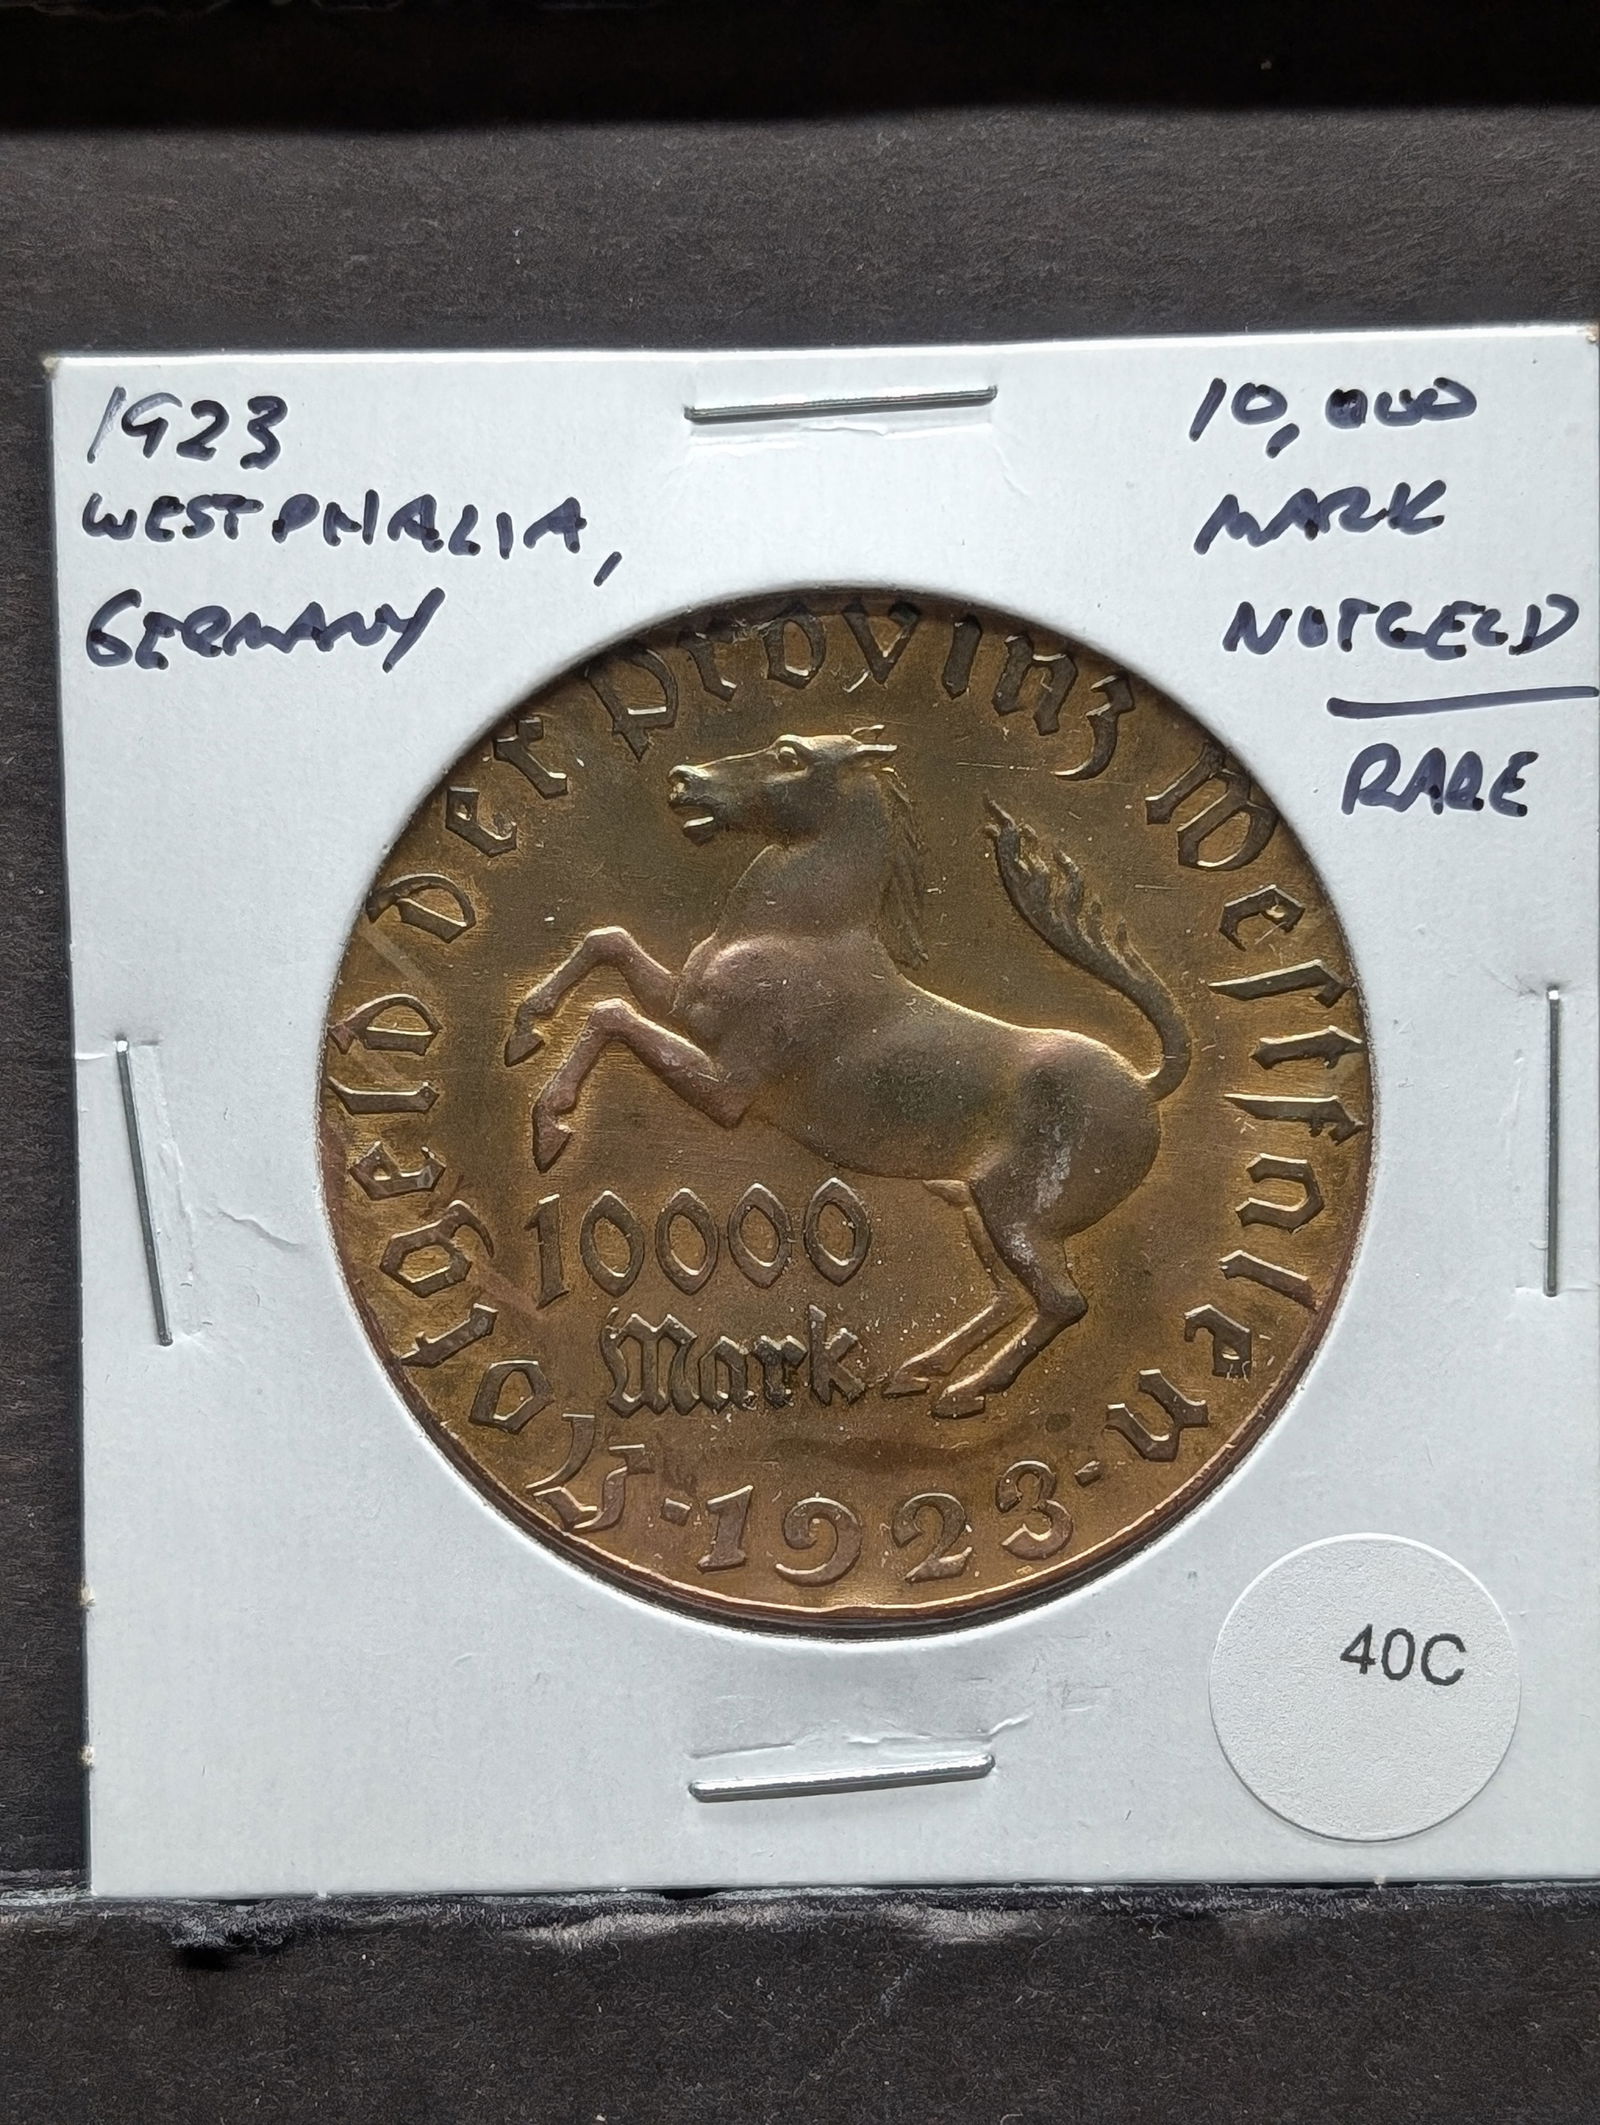 1923
WESTPHALIA,
GERMANY
10,000
MARK
NOTGELD
RARE
Notgeld der Provinz Westfalen
10000
Mark
· 1923 ·
40C